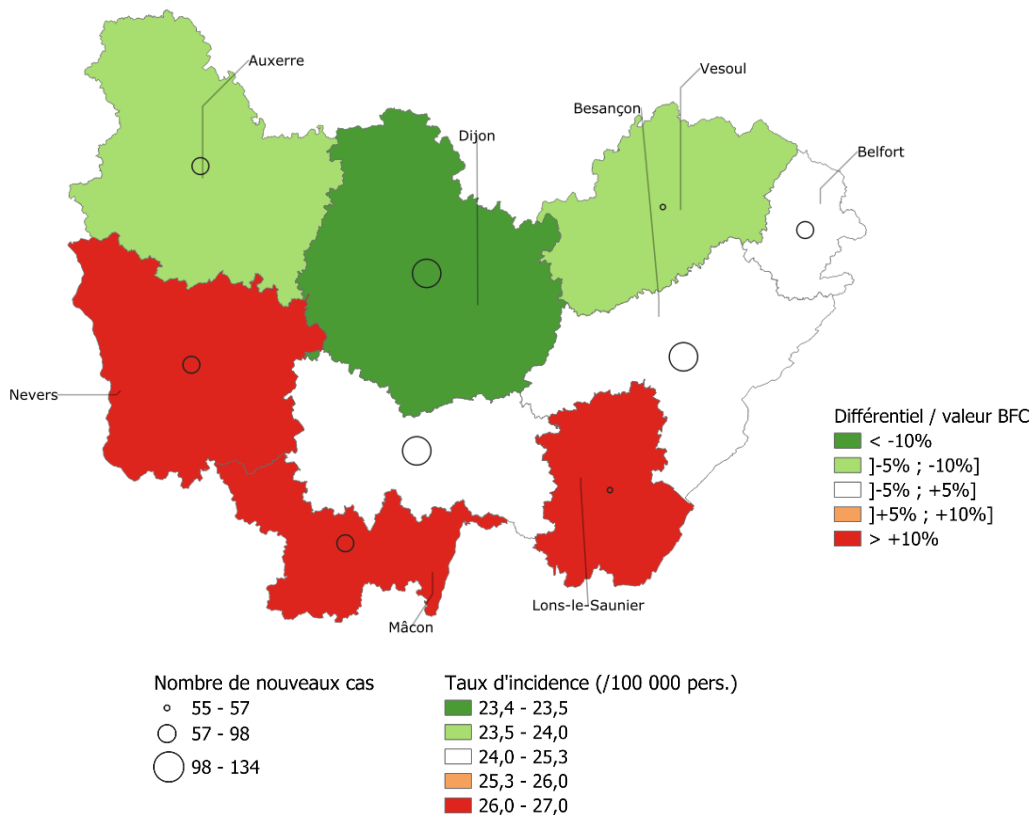 Auxerre
Vesoul
Besançon
Dijon
Belfort
Nevers
Lons-le-Saunier
Mâcon
Différentiel / valeur BFC
< -10%
]-5% ; -10%]
]-5% ; +5%]
]+5% ; +10%]
> +10%
Nombre de nouveaux cas
55 - 57
57 - 98
98 - 134
Taux d'incidence (/100 000 pers.)
23,4 - 23,5
23,5 - 24,0
24,0 - 25,3
25,3 - 26,0
26,0 - 27,0